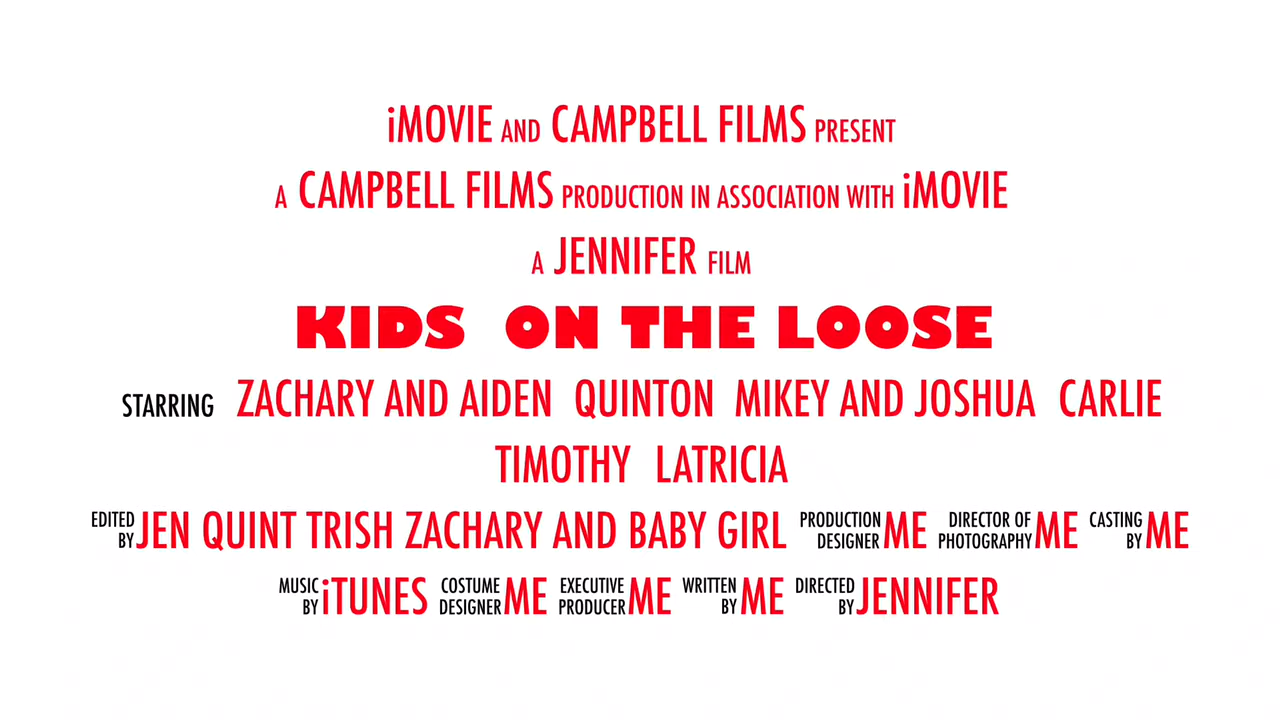 iMOVIE AND CAMPBELL FILMS PRESENT
A CAMPBELL FILMS PRODUCTION IN ASSOCIATION WITH iMOVIE
A JENNIFER FILM
KIDS ON THE LOOSE
STARRING ZACHARY AND AIDEN QUINTON MIKEY AND JOSHUA CARLIE
TIMOTHY LATRICIA
EDITED BY JEN QUINT TRISH ZACHARY AND BABY GIRL PRODUCTION DESIGNER ME DIRECTOR OF PHOTOGRAPHY ME CASTING BY ME
MUSIC BY iTUNES COSTUME DESIGNER ME EXECUTIVE PRODUCER ME WRITTEN BY ME DIRECTED BY JENNIFER